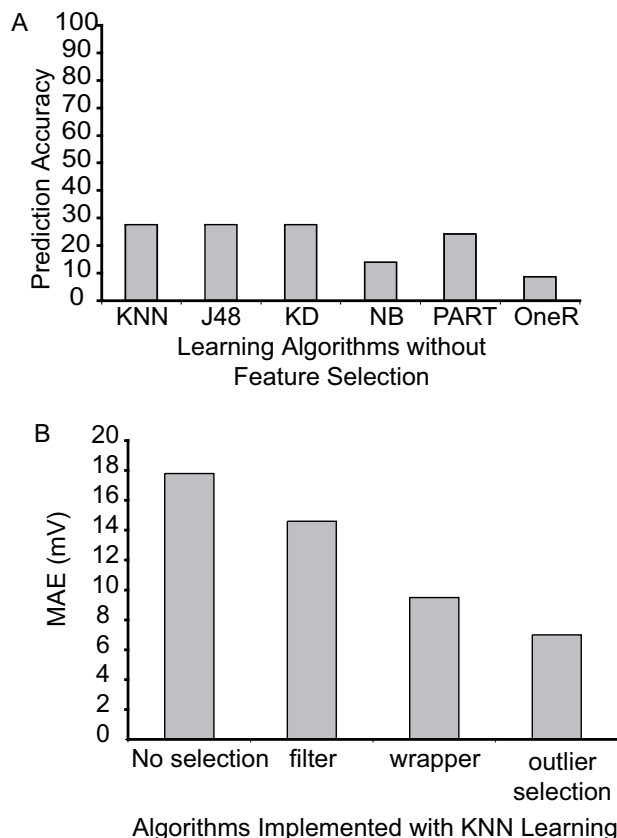 A
Prediction Accuracy
100
90
80
70
60
50
40
30
20
10
0
KNN J48 KD NB PART OneR
Learning Algorithms without
Feature Selection
B
MAE (mV)
20
18
16
14
12
10
8
6
4
2
0
No selection filter wrapper outlier
selection
Algorithms Implemented with KNN Learning